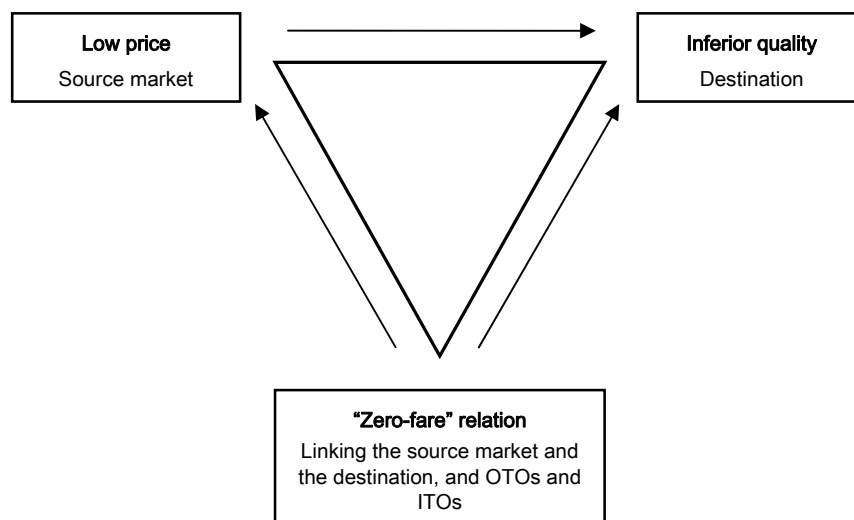 Low price
Source market
Inferior quality
Destination
“Zero-fare” relation
Linking the source market and
the destination, and OTOs and
ITOs